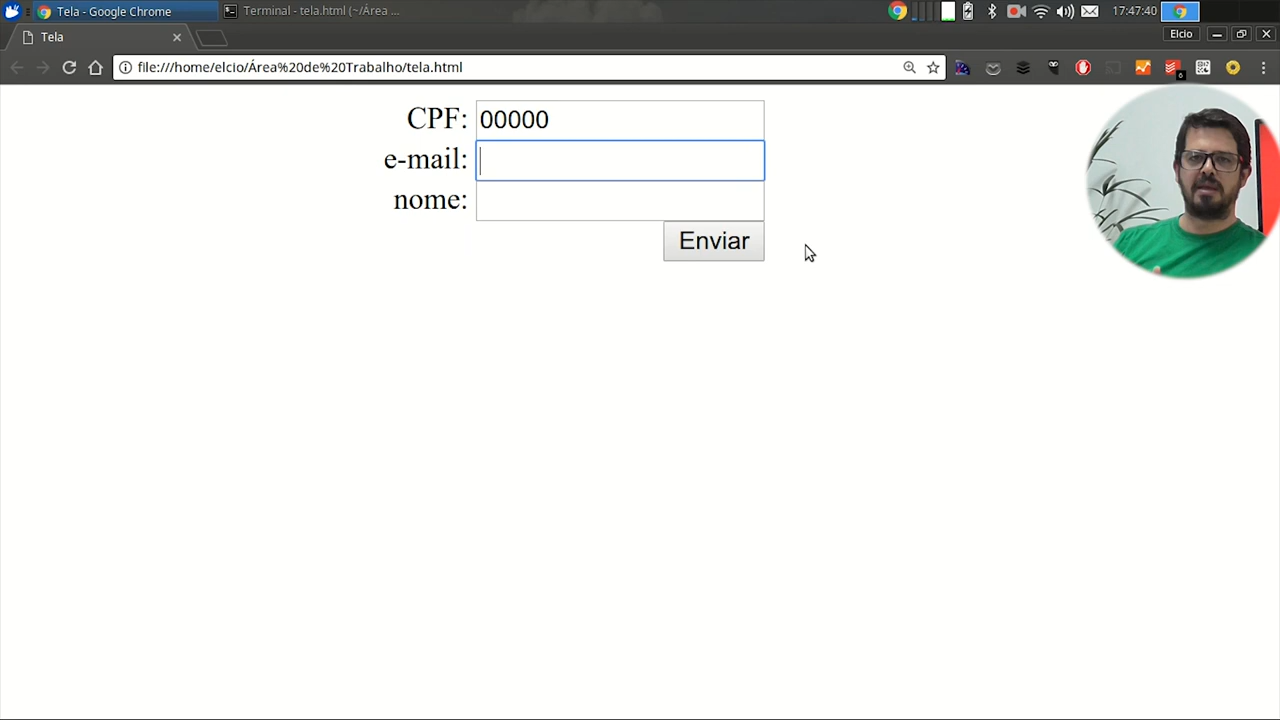 Tela - Google Chrome
Terminal - tela.html (~/Área ...
17:47:40
Tela
Elcio
file:///home/elcio/Área%20de%20Trabalho/tela.html
6
CPF: 00000
e-mail:
nome:
Enviar